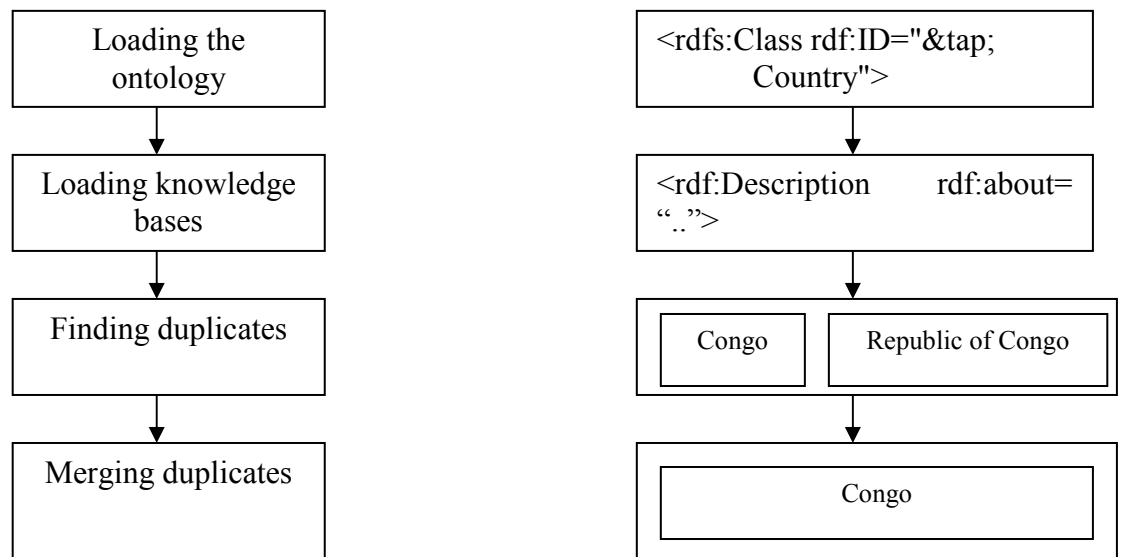 Loading the
ontology
<rdfs:Class rdf:ID="&tap;
Country">
Loading knowledge
bases
<rdf:Description rdf:about=
“..”>
Finding duplicates
Congo
Republic of Congo
Merging duplicates
Congo